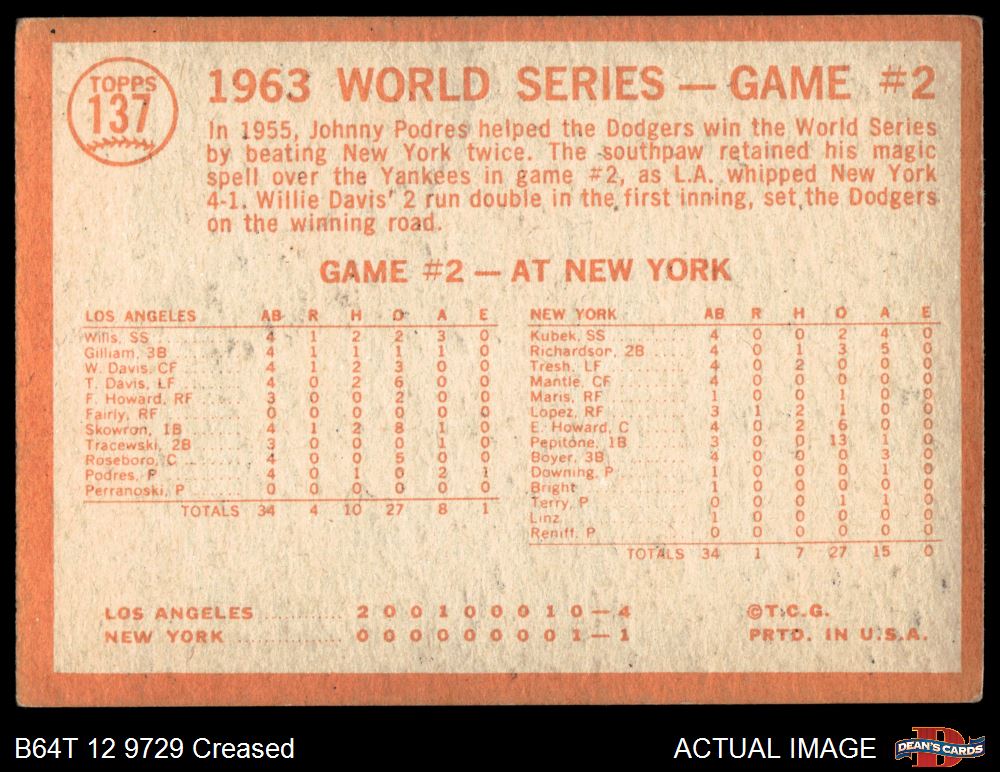 TOPPS
137
1963 WORLD SERIES — GAME #2
In 1955, Johnny Podres helped the Dodgers win the World Series
by beating New York twice. The southpaw retained his magic
spell over the Yankees in game #2, as L.A. whipped New York
4-1. Willie Davis' 2 run double in the first inning, set the Dodgers
on the winning road.
GAME #2 — AT NEW YORK
LOS ANGELES AB R H O A E
Wills, SS 4 1 2 2 3 0
Gilliam, 3B 4 1 1 1 1 0
W. Davis, CF 4 1 2 3 0 0
T. Davis, LF 4 0 2 6 0 0
F. Howard, RF 3 0 0 2 0 0
Fairly, RF 0 0 0 0 0 0
Skowron, 1B 4 1 2 8 1 0
Tracewski, 2B 3 0 0 0 1 0
Roseboro, C 4 0 0 5 0 0
Podres, P 4 0 1 0 2 1
Perranoski, P 0 0 0 0 0 0
TOTALS 34 4 10 27 8 1
NEW YORK AB R H O A E
Kubek, SS 4 0 0 2 4 0
Richardson, 2B 4 0 1 3 5 0
Tresh, LF 4 0 2 0 0 0
Mantle, CF 4 0 0 0 0 0
Maris, RF 1 0 0 1 0 0
Lopez, RF 3 1 2 1 0 0
E. Howard, C 4 0 2 6 0 0
Pepitone, 1B 3 0 0 13 1 0
Boyer, 3B 4 0 0 0 3 0
Downing, P 1 0 0 0 1 0
Bright 1 0 0 0 0 0
Terry, P 0 0 0 1 1 0
Linz 1 0 0 0 0 0
Reniff, P 0 0 0 0 0 0
TOTALS 34 1 7 27 15 0
LOS ANGELES 2 0 0 1 0 0 0 1 0 — 4
NEW YORK 0 0 0 0 0 0 0 0 1 — 1
©T.C.G.
PRTD. IN U.S.A.
B64T 12 9729 Creased
ACTUAL IMAGE
DEAN'S CARDS